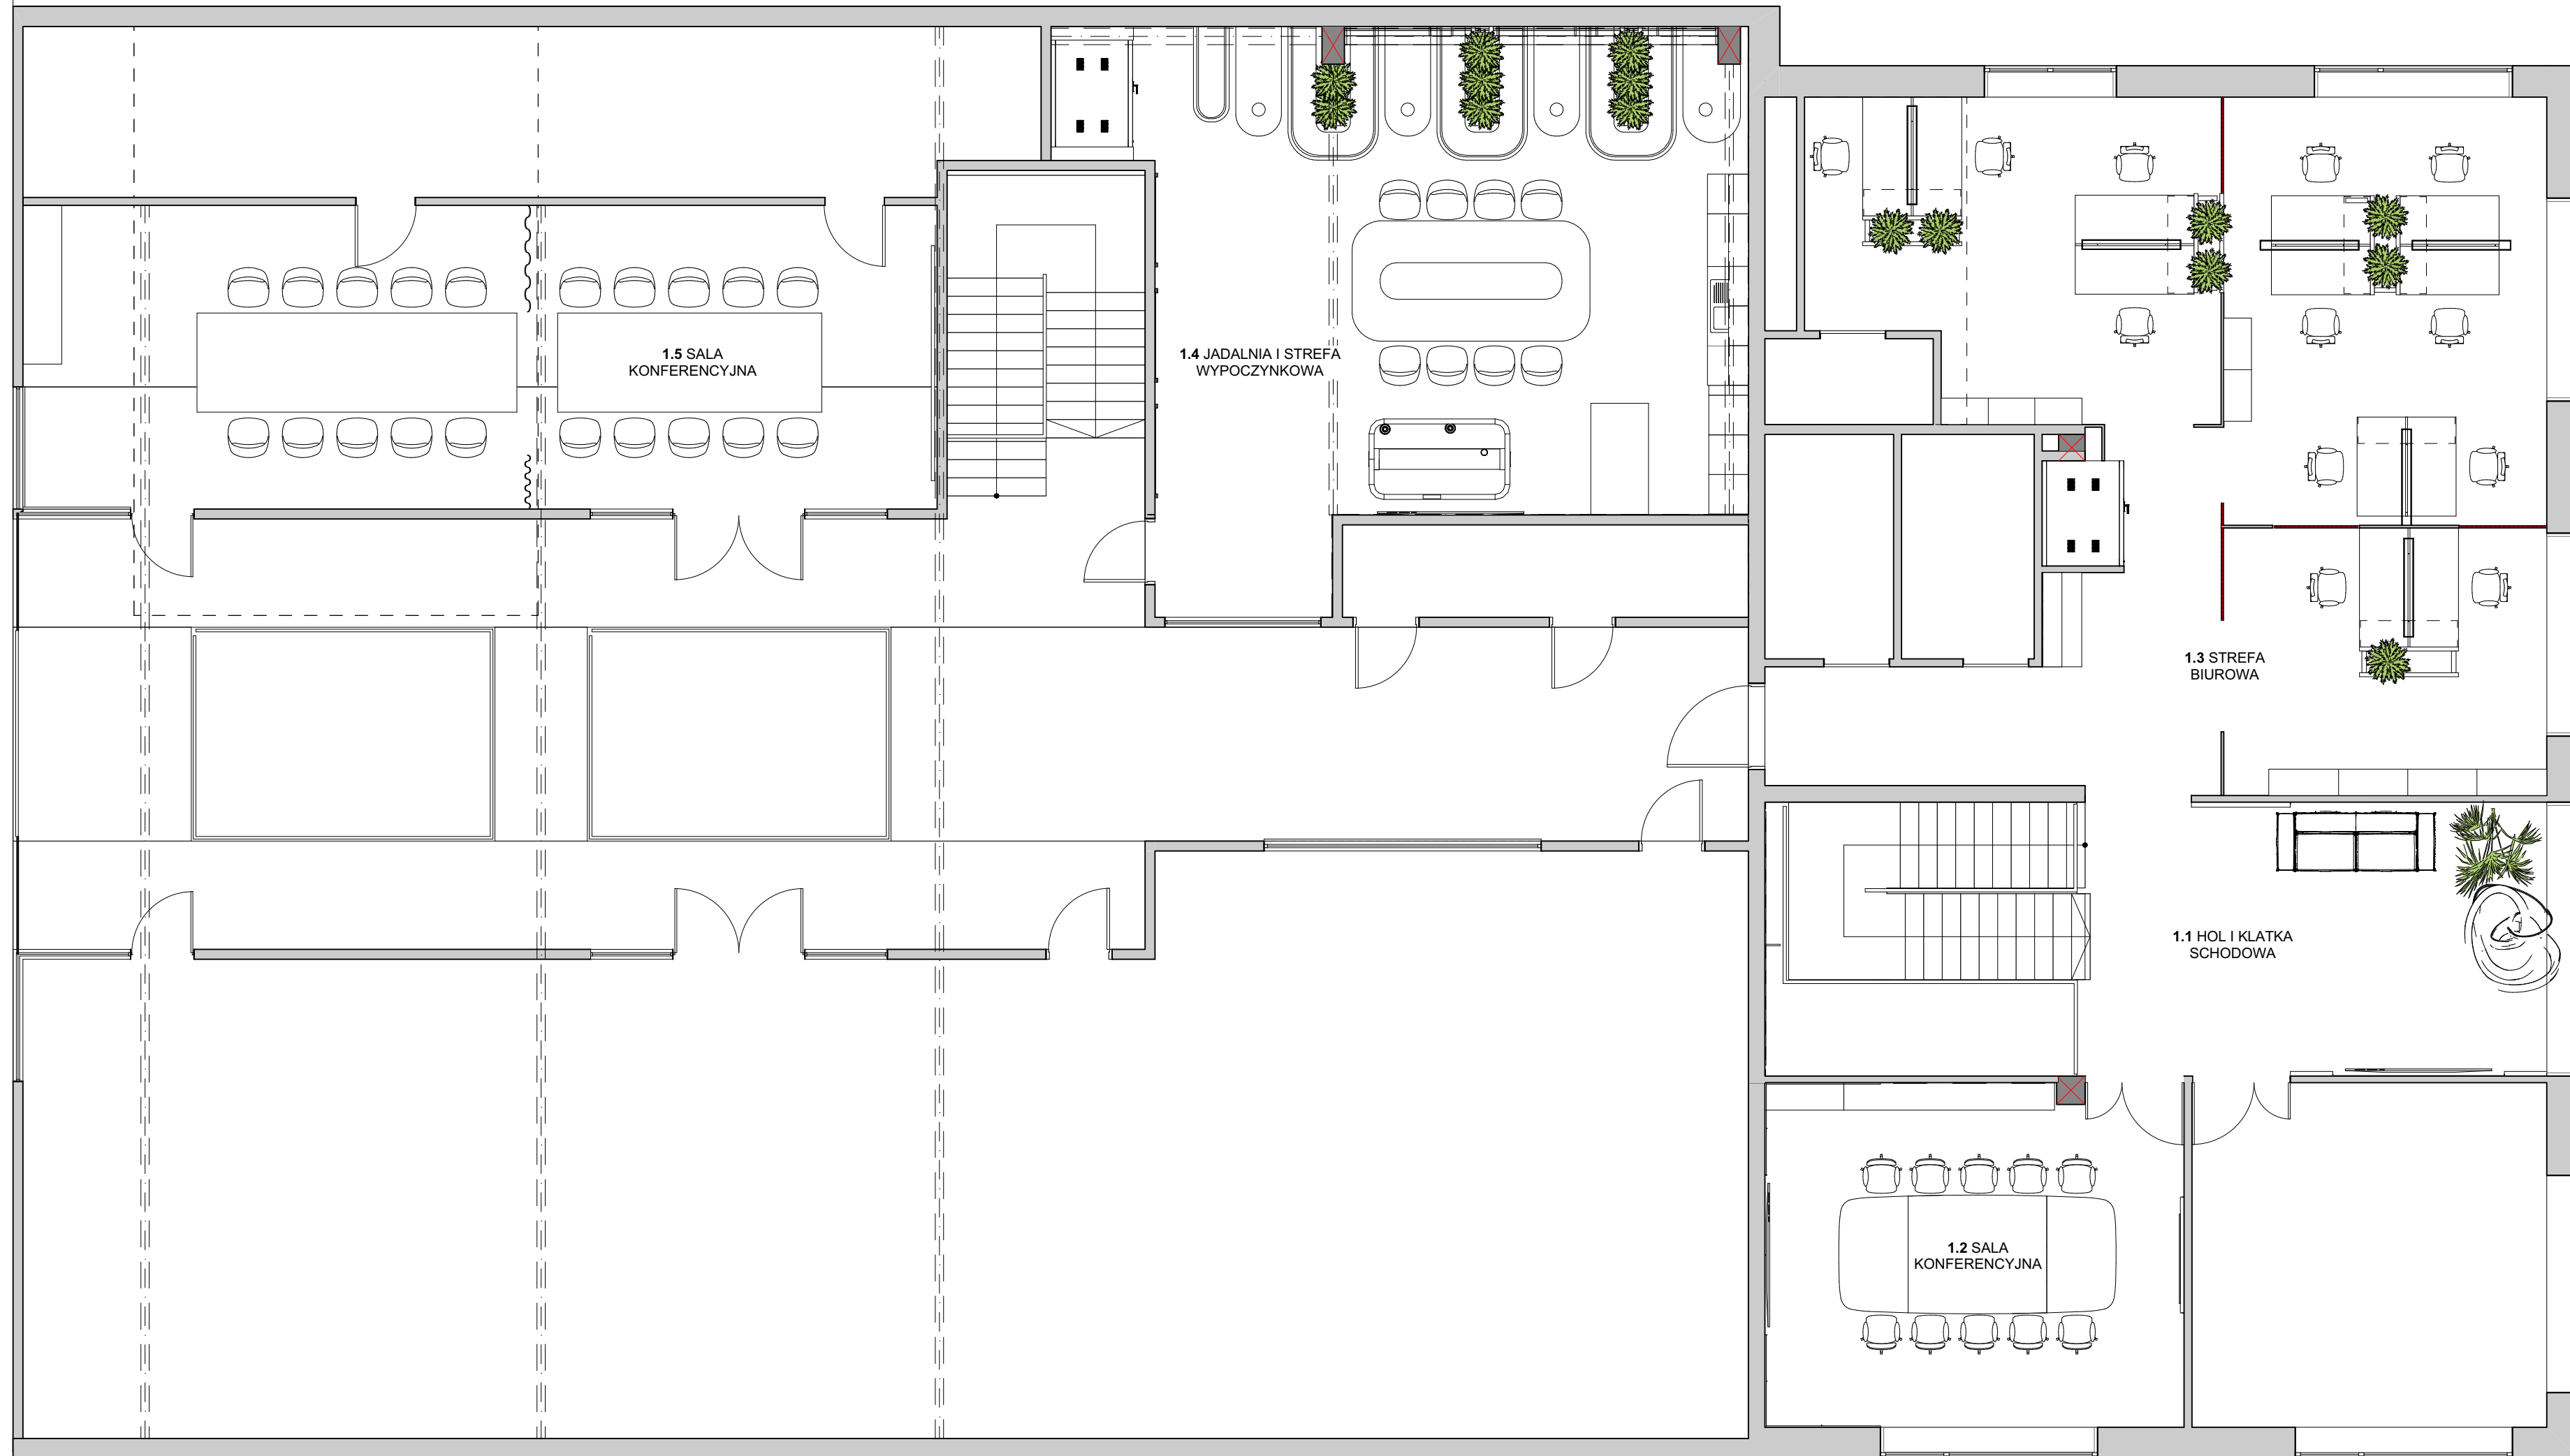 1.5 SALA
KONFERENCYJNA
1.4 JADALNIA I STREFA
WYPOCZYNKOWA
1.3 STREFA
BIUROWA
1.1 HOL I KLATKA
SCHODOWA
1.2 SALA
KONFERENCYJNA